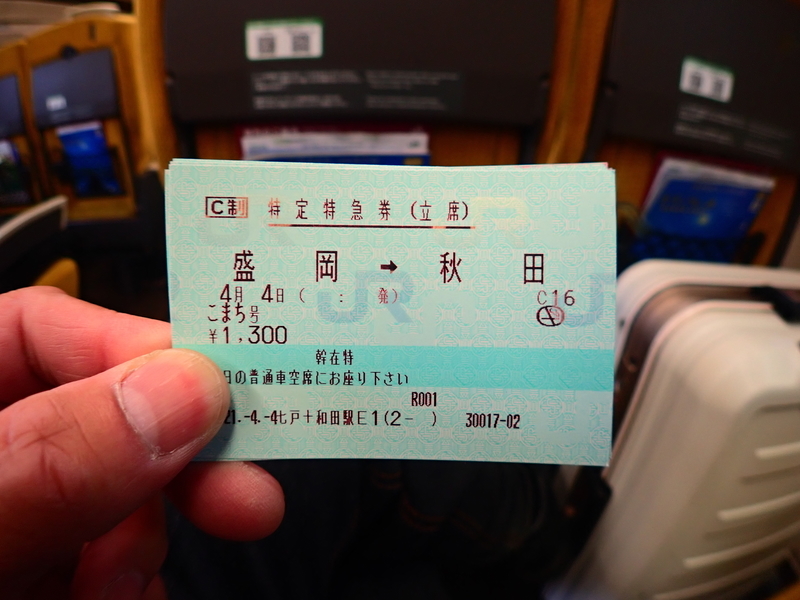 C制 特定特急券(立席)
盛岡 → 秋田
4月 4日( : 発) C16
こまち号
¥1,300
幹在特
日の普通車空席にお座り下さい
R001
21.-4.-4七戸十和田駅E1(2- ) 30017-02